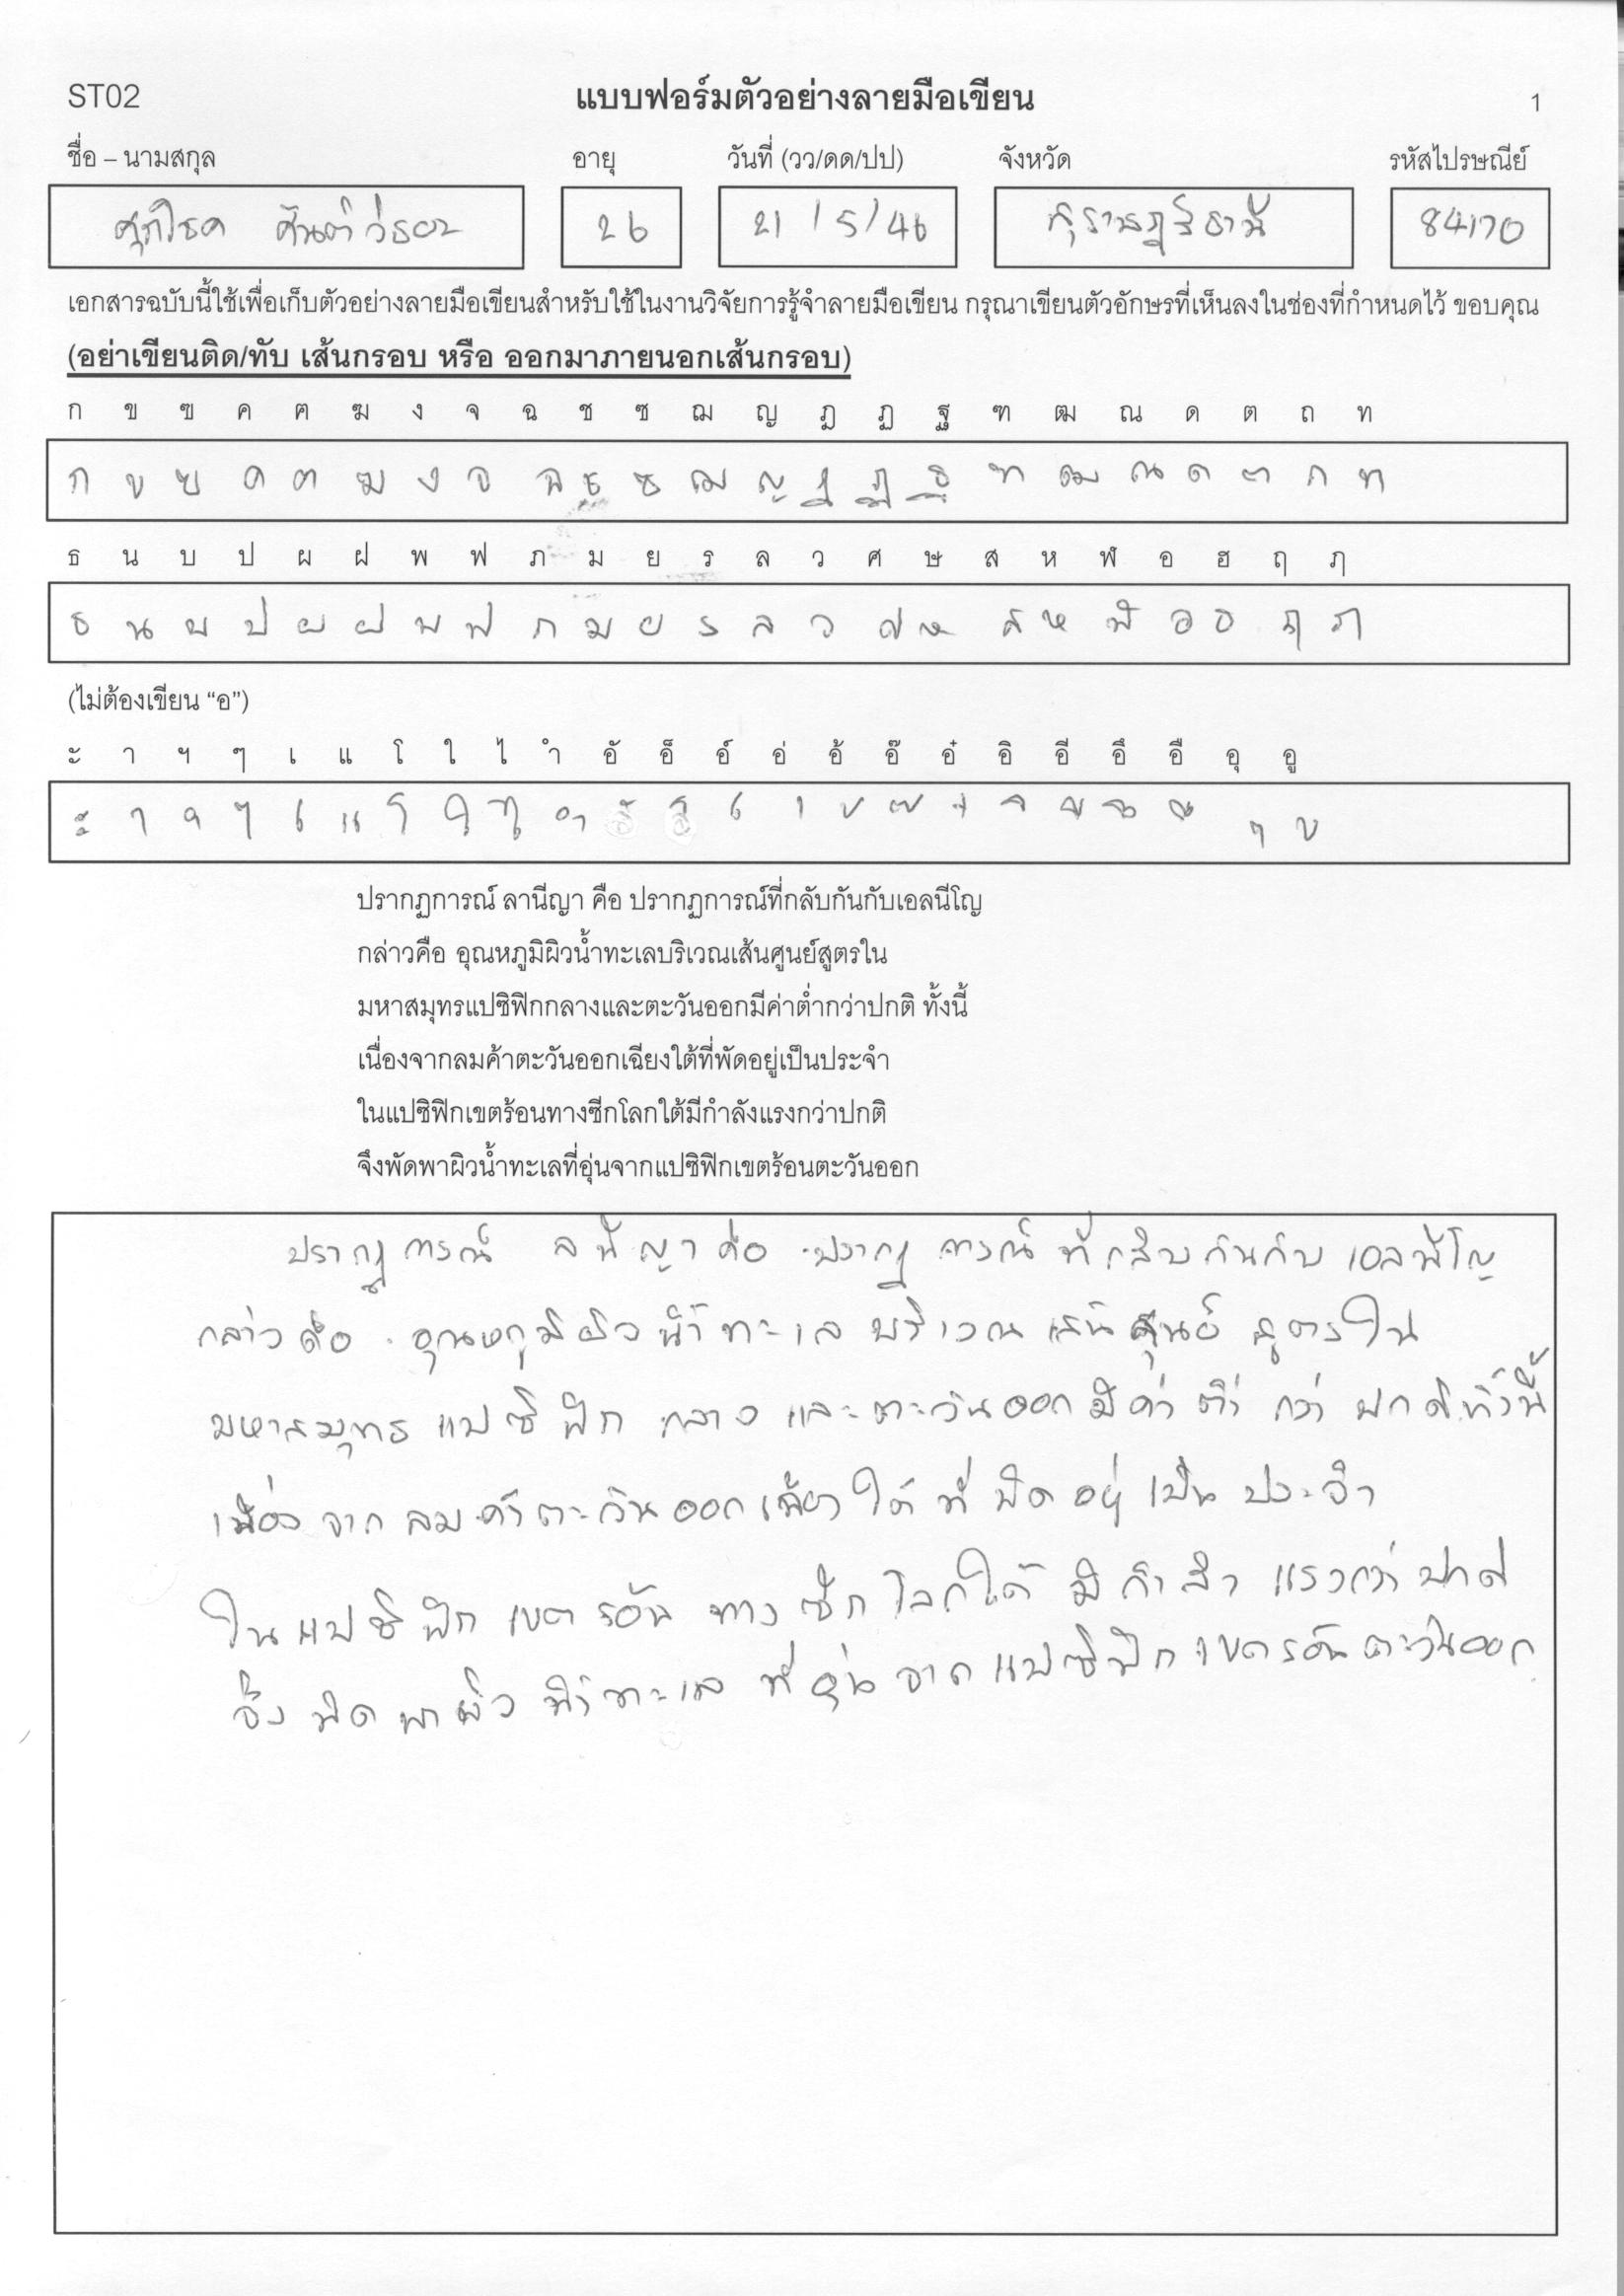 ST02 แบบฟอร์มตัวอย่างลายมือเขียน 1
ชื่อ – นามสกุล อายุ วันที่ (วว/ดด/ปป) จังหวัด รหัสไปรษณีย์
ศุภโชค 26 21/5/46 สุราษฎร์ธานี 84170
เอกสารฉบับนี้ใช้เพื่อเก็บตัวอย่างลายมือเขียนสำหรับใช้ในงานวิจัยการรู้จำลายมือเขียน กรุณาเขียนตัวอักษรที่เห็นลงในช่องที่กำหนดไว้ ขอบคุณ
(อย่าเขียนติด/ทับ เส้นกรอบ หรือ ออกมาภายนอกเส้นกรอบ)
ก ข ฃ ค ฅ ฆ ง จ ฉ ช ซ ฌ ญ ฎ ฏ ฐ ฑ ฒ ณ ด ต ถ ท
ก ข ฃ ค ฅ ฆ ง จ ฉ ช ซ ฌ ญ ฎ ฏ ฐ ฑ ฒ ณ ด ต ถ ท
ธ น บ ป ผ ฝ พ ฟ ภ ม ย ร ล ว ศ ษ ส ห ฬ อ ฮ ฤ ฦ
ธ น บ ป ผ ฝ พ ฟ ภ ม ย ร ล ว ศ ษ ส ห ฬ อ ฮ ฤ ฦ
(ไม่ต้องเขียน “อ”)
ะ า ฯ ๆ เ แ โ ใ ไ ำ อั อ็ อ์ อ่ อ้ อ๊ อ๋ อิ อี อึ อื อุ อู
ะ า ฯ ๆ เ แ โ ใ ไ ำ ั ็ ์ ่ ้ ๊ ๋ ิ ี ึ ื ุ ู
ปรากฏการณ์ ลานีญา คือ ปรากฏการณ์ที่กลับกันกับเอลนีโญ
กล่าวคือ อุณหภูมิผิวน้ำทะเลบริเวณเส้นศูนย์สูตรใน
มหาสมุทรแปซิฟิกกลางและตะวันออกมีค่าต่ำกว่าปกติ ทั้งนี้
เนื่องจากลมค้าตะวันออกเฉียงใต้ที่พัดอยู่เป็นประจำ
ในแปซิฟิกเขตร้อนทางซีกโลกใต้มีกำลังแรงกว่าปกติ
จึงพัดพาผิวน้ำทะเลที่อุ่นจากแปซิฟิกเขตร้อนตะวันออก
ปรากฏการณ์ ลนีญา คือ ปรากฏการณ์ที่กลับกันกับ เอลนีโญ
กล่าวคือ อุณหภูมิผิวน้ำทะเลบริเวณเส้นศูนย์สูตรใน
มหาสมุทรแปซิฟิกกลางและตะวันออกมีค่าต่ำกว่าปกติทั้งนี้
เนื่องจากลมค้าตะวันออกเฉียงใต้ที่พัดอยู่เป็นประจำ
ในแปซิฟิกเขตร้อนทางซีกโลกใต้มี แรงกว่าปกติ
จึงพัดพาผิวน้ำทะเลที่อุ่นจากแปซิฟิกเขตร้อนตะวันออก